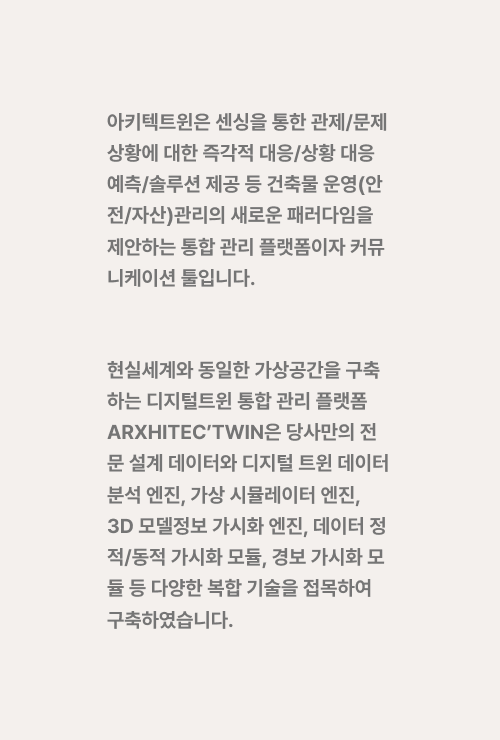 아키텍트윈은 센싱을 통한 관제/문제
상황에 대한 즉각적 대응/상황 대응
예측/솔루션 제공 등 건축물 운영(안
전/자산)관리의 새로운 패러다임을
제안하는 통합 관리 플랫폼이자 커뮤
니케이션 툴입니다.
현실세계와 동일한 가상공간을 구축
하는 디지털트윈 통합 관리 플랫폼
ARXHITEC’TWIN은 당사만의 전
문 설계 데이터와 디지털 트윈 데이터
분석 엔진, 가상 시뮬레이터 엔진,
3D 모델정보 가시화 엔진, 데이터 정
적/동적 가시화 모듈, 경보 가시화 모
듈 등 다양한 복합 기술을 접목하여
구축하였습니다.